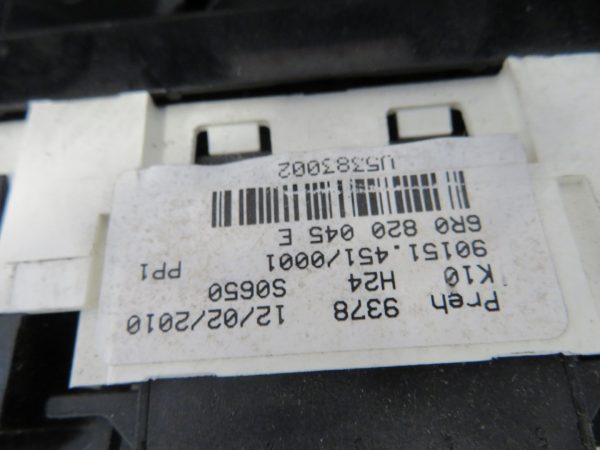 Preh 9378 12/02/2010
K10 H24 S0650
90151.451/0001 PP1
6R0 820 045 E
U5383002